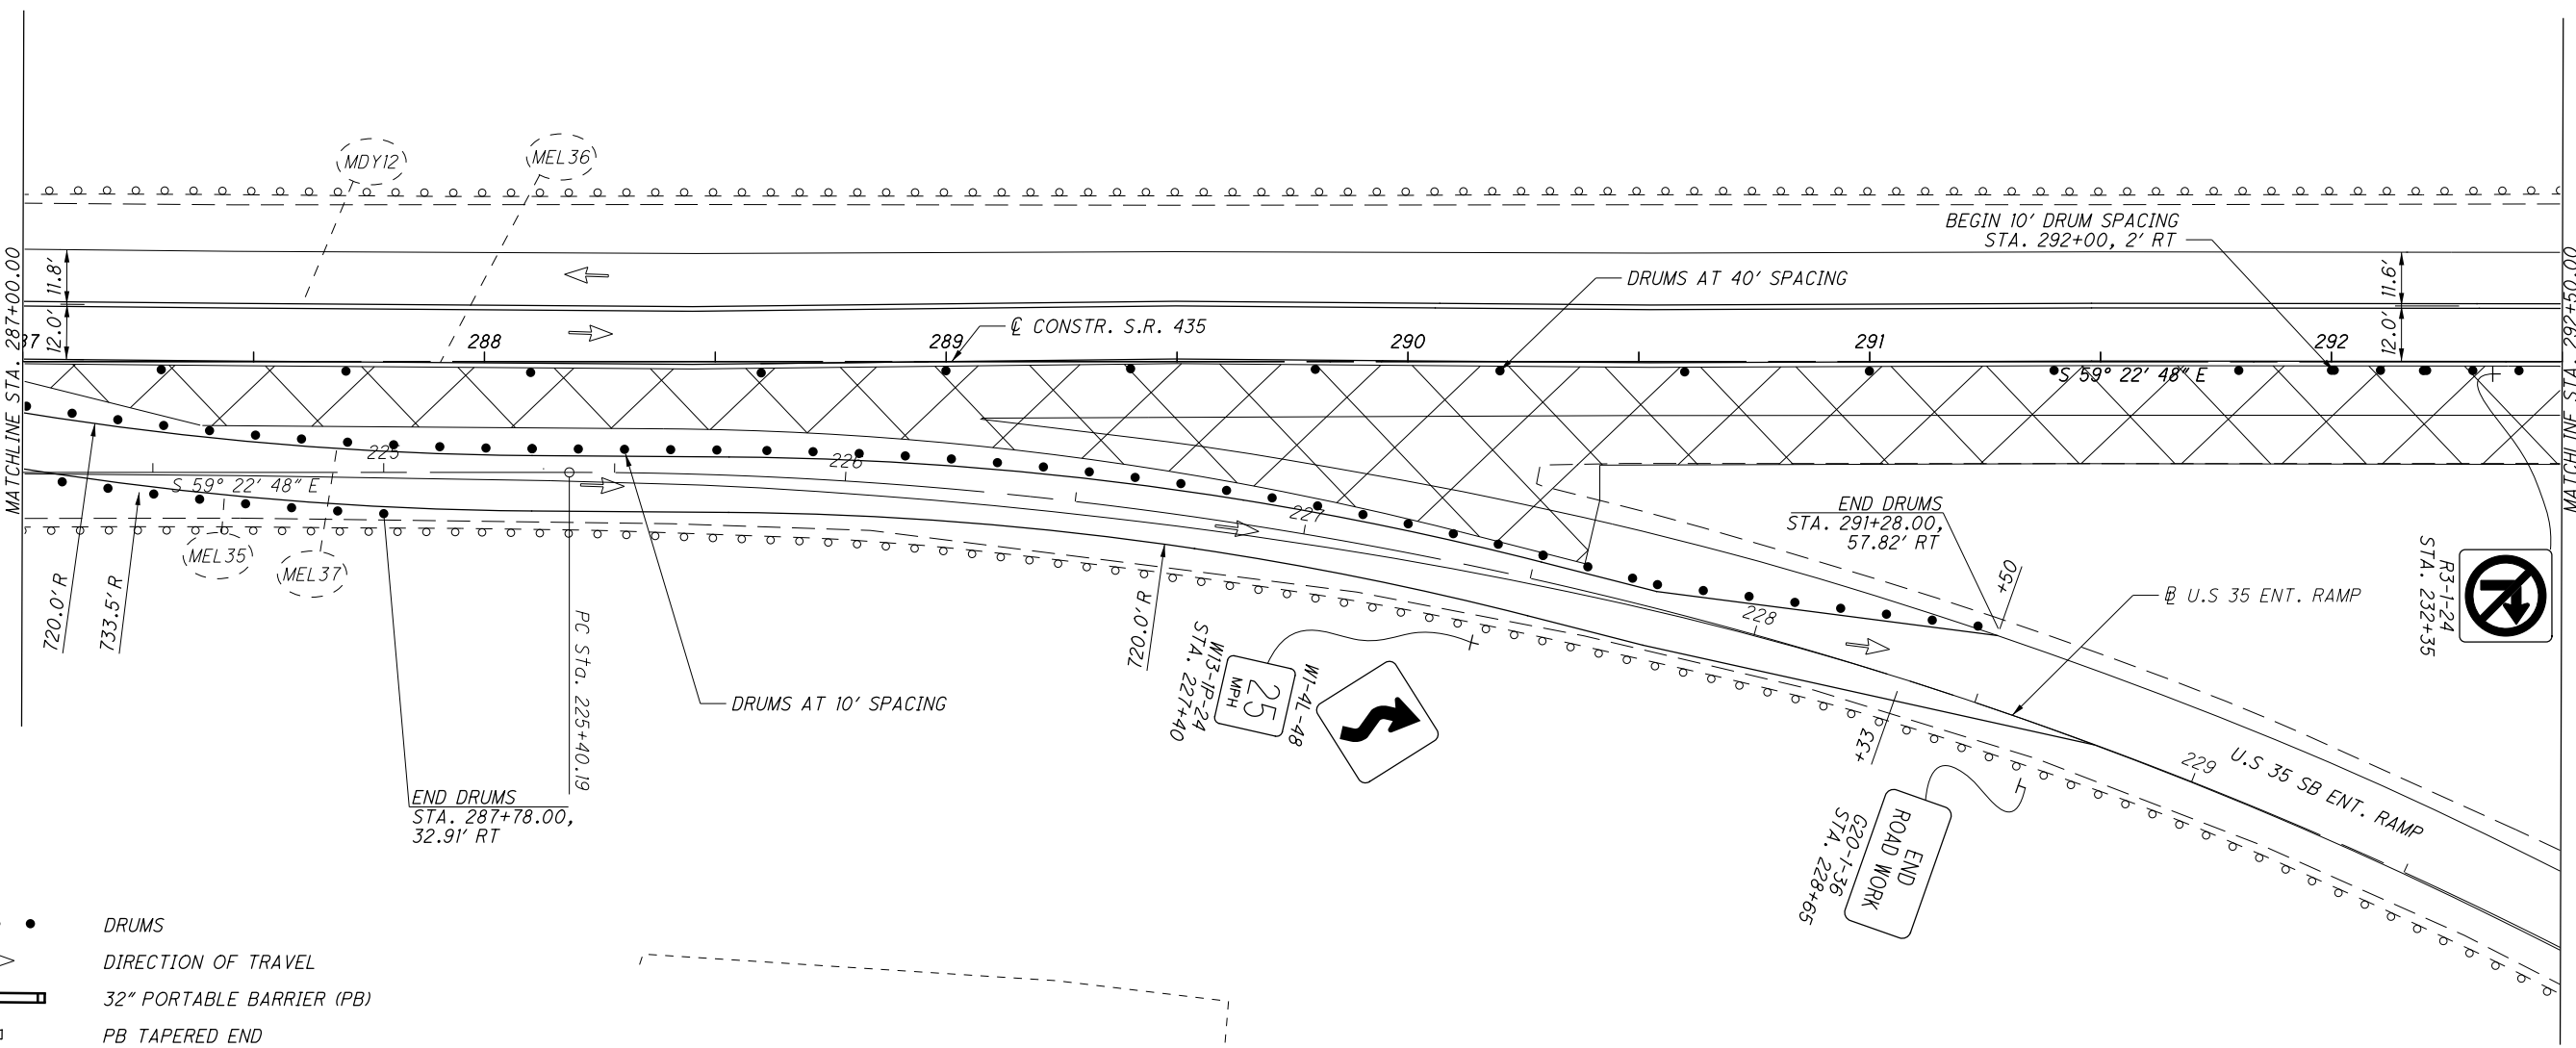 MATCHLINE STA. 287+00.00
MATCHLINE STA. 292+50.00
MDY12
MEL36
BEGIN 10' DRUM SPACING
STA. 292+00, 2' RT
11.8'
12.0'
11.6'
12.0'
DRUMS AT 40' SPACING
℄ CONSTR. S.R. 435
37
288
289
290
291
292
S 59° 22' 48" E
225
226
227
228
229
S 59° 22' 48" E
MEL35
MEL37
720.0' R
733.5' R
PC Sta. 225+40.19
720.0' R
END DRUMS
STA. 291+28.00,
57.82' RT
+50
+33
R3-1-24
STA. 232+35
W13-1P-24
STA. 227+40
25
MPH
W1-4L-48
DRUMS AT 10' SPACING
END DRUMS
STA. 287+78.00,
32.91' RT
END
ROAD WORK
G20-1-36
STA. 228+65
BL U.S 35 ENT. RAMP
U.S 35 SB ENT. RAMP
DRUMS
DIRECTION OF TRAVEL
32" PORTABLE BARRIER (PB)
PB TAPERED END